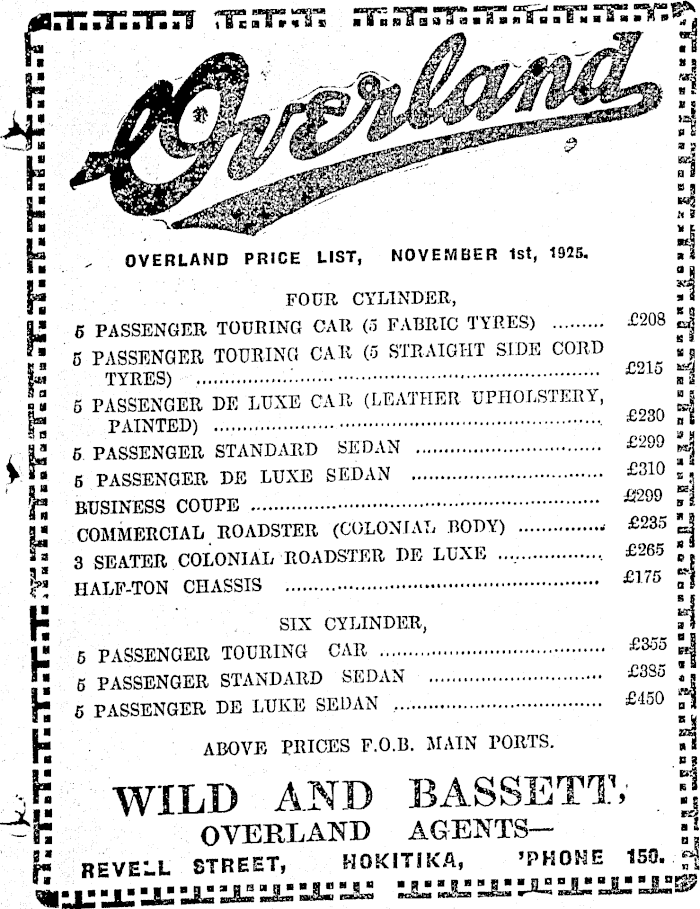 Overland
OVERLAND PRICE LIST, NOVEMBER 1st, 1925.
FOUR CYLINDER,
5 PASSENGER TOURING CAR (5 FABRIC TYRES) ......... £208
5 PASSENGER TOURING CAR (5 STRAIGHT SIDE CORD
TYRES) ............................................................ £215
5 PASSENGER DE LUXE CAR (LEATHER UPHOLSTERY,
PAINTED) ......................................................... £230
5 PASSENGER STANDARD SEDAN ............................ £299
5 PASSENGER DE LUXE SEDAN ............................ £310
BUSINESS COUPE .................................................... £299
COMMERCIAL ROADSTER (COLONIAL BODY) ............. £235
3 SEATER COLONIAL ROADSTER DE LUXE ................ £265
HALF-TON CHASSIS ............................................... £175
SIX CYLINDER,
5 PASSENGER TOURING CAR .................................. £355
5 PASSENGER STANDARD SEDAN .......................... £385
5 PASSENGER DE LUKE SEDAN ............................... £450
ABOVE PRICES F.O.B. MAIN PORTS.
WILD AND BASSETT,
OVERLAND AGENTS—
REVELL STREET, HOKITIKA, 'PHONE 150.